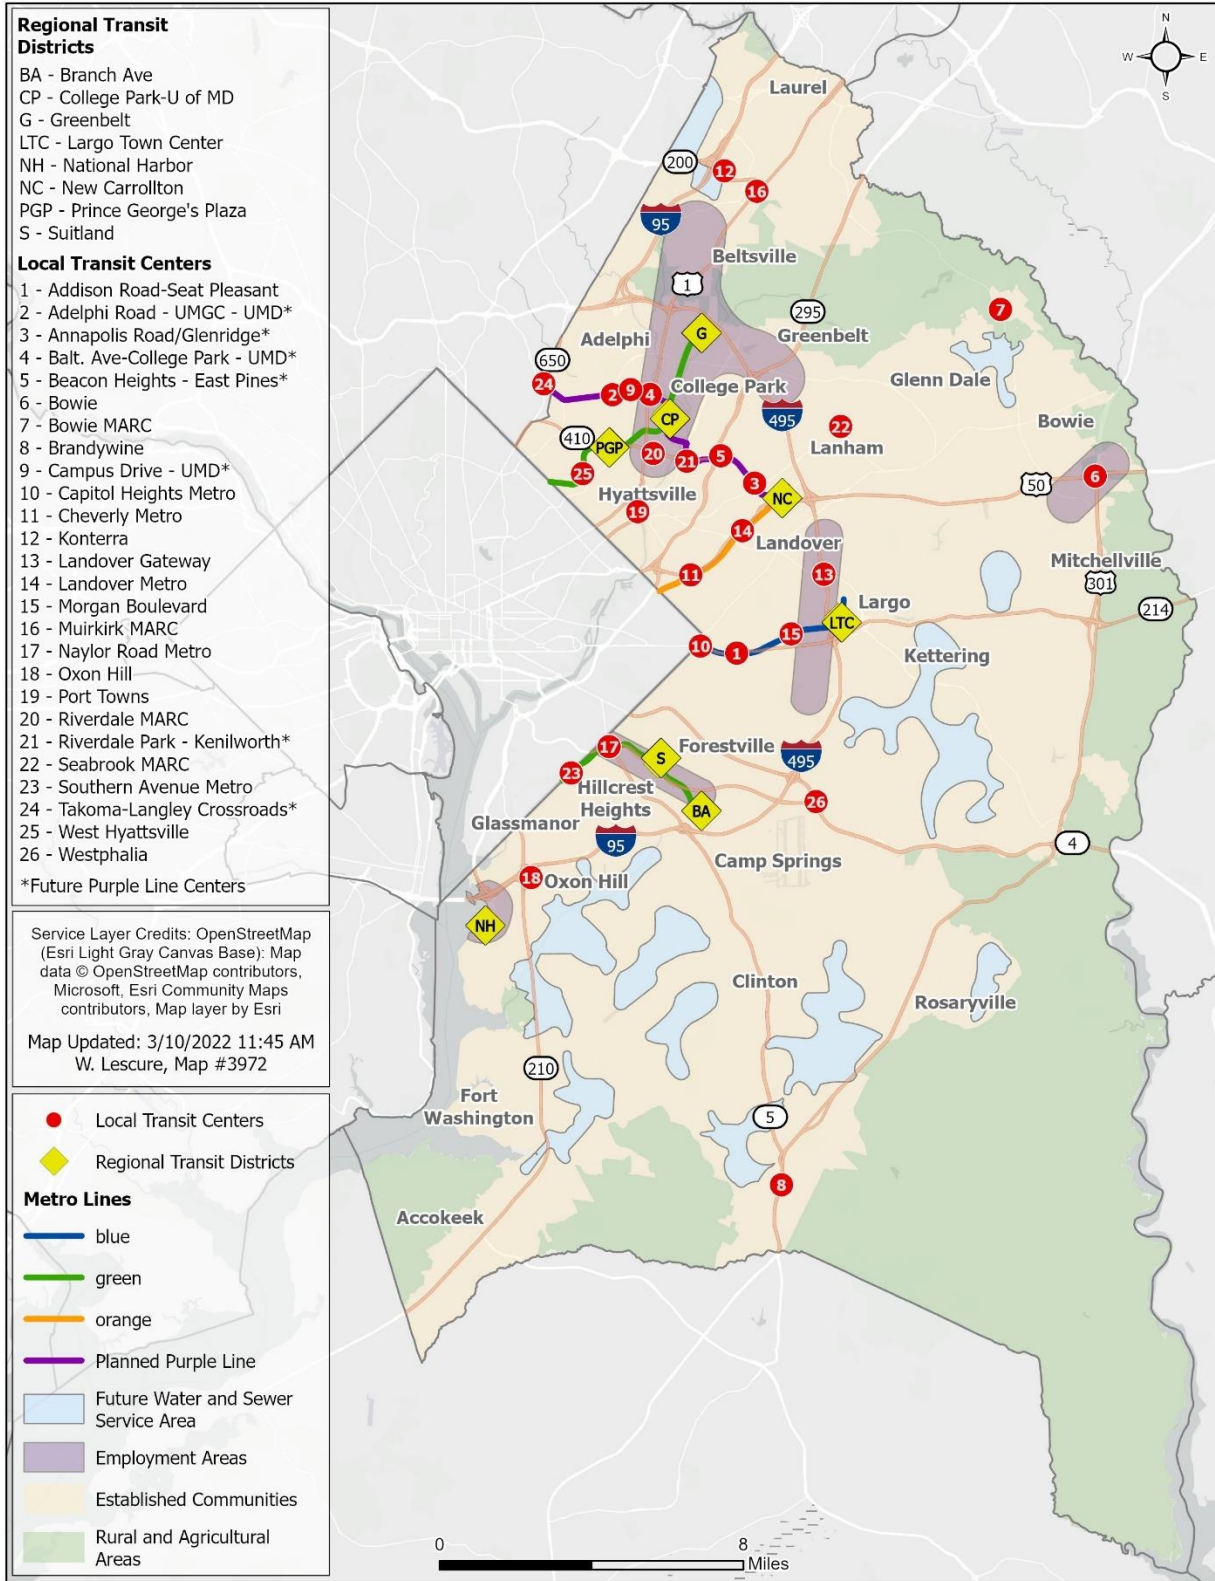 Regional Transit
Districts
BA - Branch Ave
CP - College Park-U of MD
G - Greenbelt
LTC - Largo Town Center
NH - National Harbor
NC - New Carrollton
PGP - Prince George's Plaza
S - Suitland
Local Transit Centers
1 - Addison Road-Seat Pleasant
2 - Adelphi Road - UMGC - UMD*
3 - Annapolis Road/Glenridge*
4 - Balt. Ave-College Park - UMD*
5 - Beacon Heights - East Pines*
6 - Bowie
7 - Bowie MARC
8 - Brandywine
9 - Campus Drive - UMD*
10 - Capitol Heights Metro
11 - Cheverly Metro
12 - Konterra
13 - Landover Gateway
14 - Landover Metro
15 - Morgan Boulevard
16 - Muirkirk MARC
17 - Naylor Road Metro
18 - Oxon Hill
19 - Port Towns
20 - Riverdale MARC
21 - Riverdale Park - Kenilworth*
22 - Seabrook MARC
23 - Southern Avenue Metro
24 - Takoma-Langley Crossroads*
25 - West Hyattsville
26 - Westphalia
*Future Purple Line Centers
Service Layer Credits: OpenStreetMap
(Esri Light Gray Canvas Base): Map
data © OpenStreetMap contributors,
Microsoft, Esri Community Maps
contributors, Map layer by Esri
Map Updated: 3/10/2022 11:45 AM
W. Lescure, Map #3972
Local Transit Centers
Regional Transit Districts
Metro Lines
blue
green
orange
Planned Purple Line
Future Water and Sewer
Service Area
Employment Areas
Established Communities
Rural and Agricultural
Areas
N
W E
S
Laurel
200
12
16
95
Beltsville
1
295
7
G
Greenbelt
Adelphi
650
24
2
9
4
College Park
Glenn Dale
CP
495
22
Bowie
410
PGP
20
21
5
Lanham
25
3
6
Hyattsville
NC
50
19
14
Landover
Mitchellville
11
13
301
Largo
214
LTC
10
1
15
Kettering
17
S
Forestville
495
23
Hillcrest
Heights
BA
26
Glassmanor
95
4
Camp Springs
18
Oxon Hill
NH
Clinton
Rosaryville
210
Fort
Washington
5
8
Accokeek
0 8
Miles